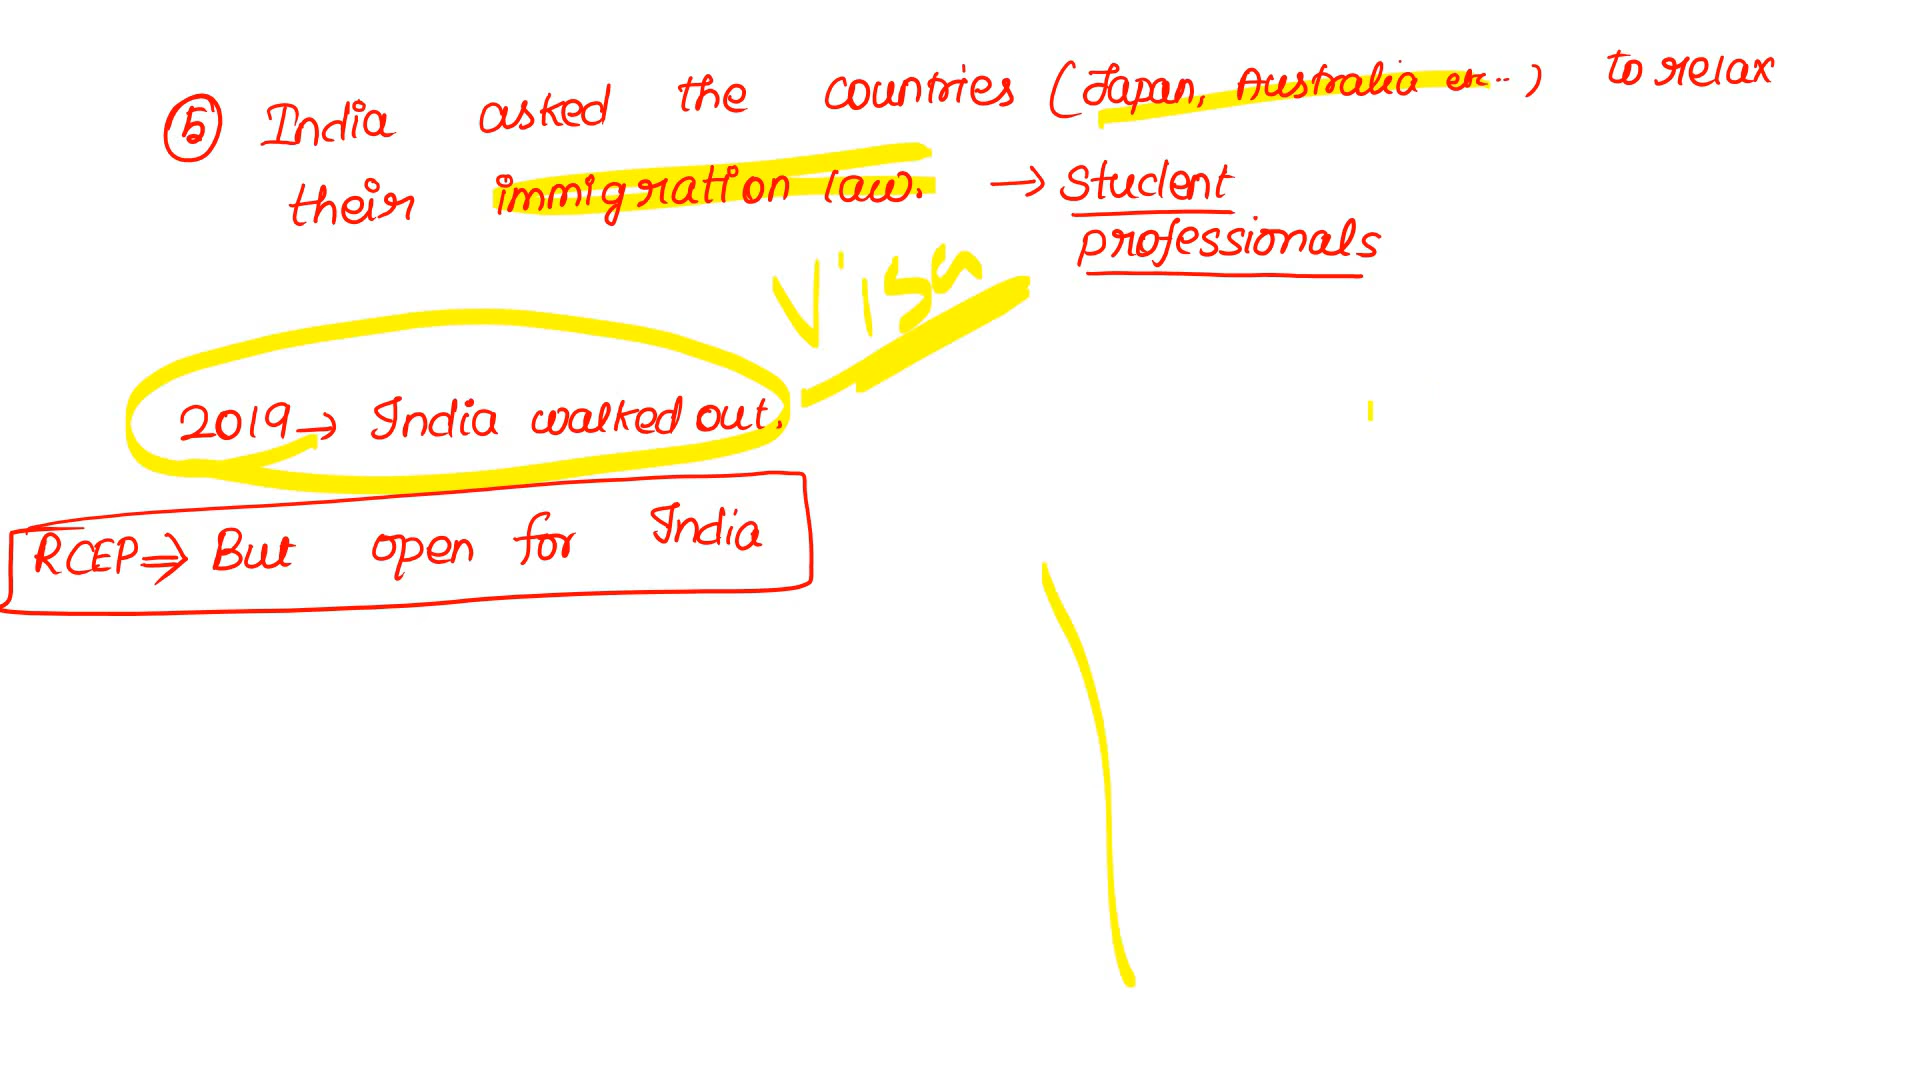 ⑤ India asked the countries (Japan, Australia etc..) to relax
their immigration law. → Student
professionals
Visa
2019 → India walked out.
RCEP ⇒ But open for India